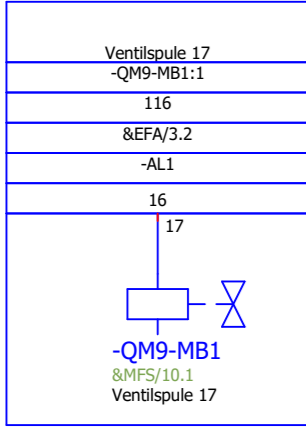 Ventilspule 17
-QM9-MB1:1
116
&EFA/3.2
-AL1
16
17
-QM9-MB1
&MFS/10.1
Ventilspule 17